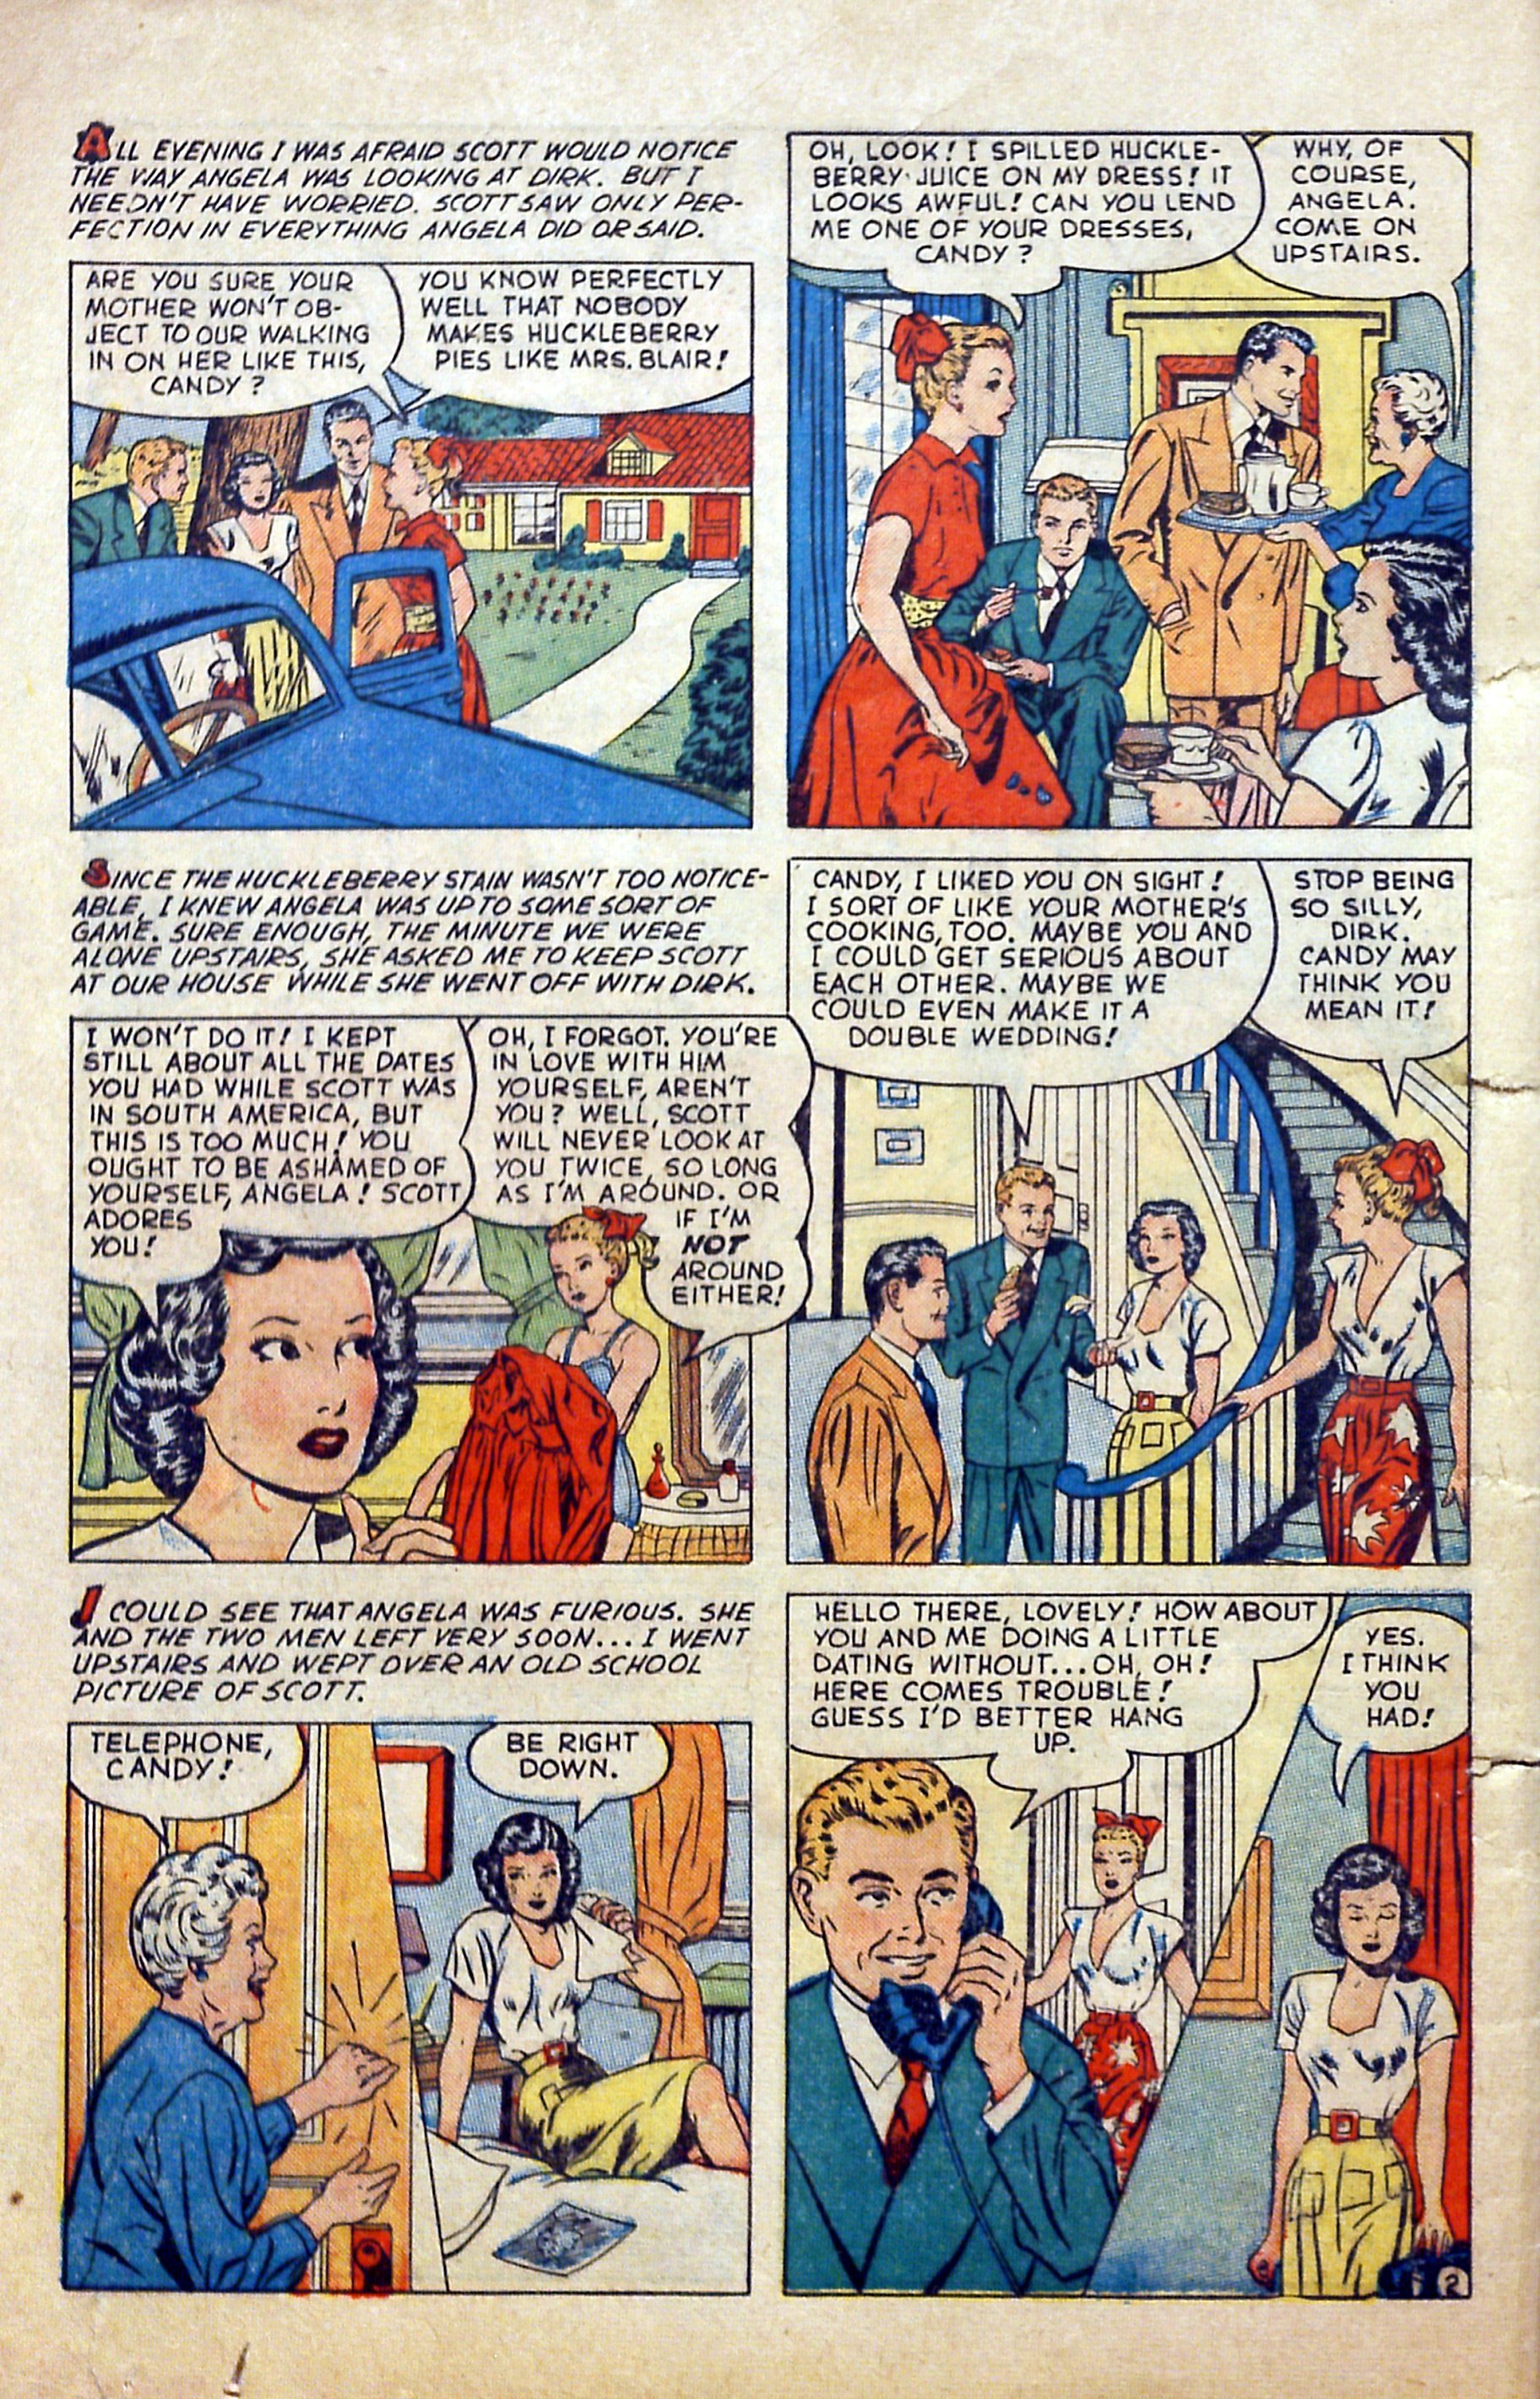 ALL EVENING I WAS AFRAID SCOTT WOULD NOTICE
THE WAY ANGELA WAS LOOKING AT DIRK. BUT I
NEEDN'T HAVE WORRIED. SCOTT SAW ONLY PER-
FECTION IN EVERYTHING ANGELA DID OR SAID.
ARE YOU SURE YOUR
MOTHER WON'T OB-
JECT TO OUR WALKING
IN ON HER LIKE THIS,
CANDY?
YOU KNOW PERFECTLY
WELL THAT NOBODY
MAKES HUCKLEBERRY
PIES LIKE MRS. BLAIR!
OH, LOOK! I SPILLED HUCKLE-
BERRY JUICE ON MY DRESS! IT
LOOKS AWFUL! CAN YOU LEND
ME ONE OF YOUR DRESSES,
CANDY?
WHY, OF
COURSE,
ANGELA.
COME ON
UPSTAIRS.
SINCE THE HUCKLEBERRY STAIN WASN'T TOO NOTICE-
ABLE, I KNEW ANGELA WAS UP TO SOME SORT OF
GAME. SURE ENOUGH, THE MINUTE WE WERE
ALONE UPSTAIRS, SHE ASKED ME TO KEEP SCOTT
AT OUR HOUSE WHILE SHE WENT OFF WITH DIRK.
I WON'T DO IT! I KEPT
STILL ABOUT ALL THE DATES
YOU HAD WHILE SCOTT WAS
IN SOUTH AMERICA, BUT
THIS IS TOO MUCH! YOU
OUGHT TO BE ASHAMED OF
YOURSELF, ANGELA! SCOTT
ADORES
YOU!
OH, I FORGOT. YOU'RE
IN LOVE WITH HIM
YOURSELF, AREN'T
YOU? WELL, SCOTT
WILL NEVER LOOK AT
YOU TWICE, SO LONG
AS I'M AROUND. OR
IF I'M
NOT
AROUND
EITHER!
CANDY, I LIKED YOU ON SIGHT!
I SORT OF LIKE YOUR MOTHER'S
COOKING, TOO. MAYBE YOU AND
I COULD GET SERIOUS ABOUT
EACH OTHER. MAYBE WE
COULD EVEN MAKE IT A
DOUBLE WEDDING!
STOP BEING
SO SILLY,
DIRK.
CANDY MAY
THINK YOU
MEAN IT!
I COULD SEE THAT ANGELA WAS FURIOUS. SHE
AND THE TWO MEN LEFT VERY SOON... I WENT
UPSTAIRS AND WEPT OVER AN OLD SCHOOL
PICTURE OF SCOTT.
TELEPHONE,
CANDY!
BE RIGHT
DOWN.
HELLO THERE, LOVELY! HOW ABOUT
YOU AND ME DOING A LITTLE
DATING WITHOUT...OH, OH!
HERE COMES TROUBLE!
GUESS I'D BETTER HANG
UP.
YES.
I THINK
YOU
HAD!
2